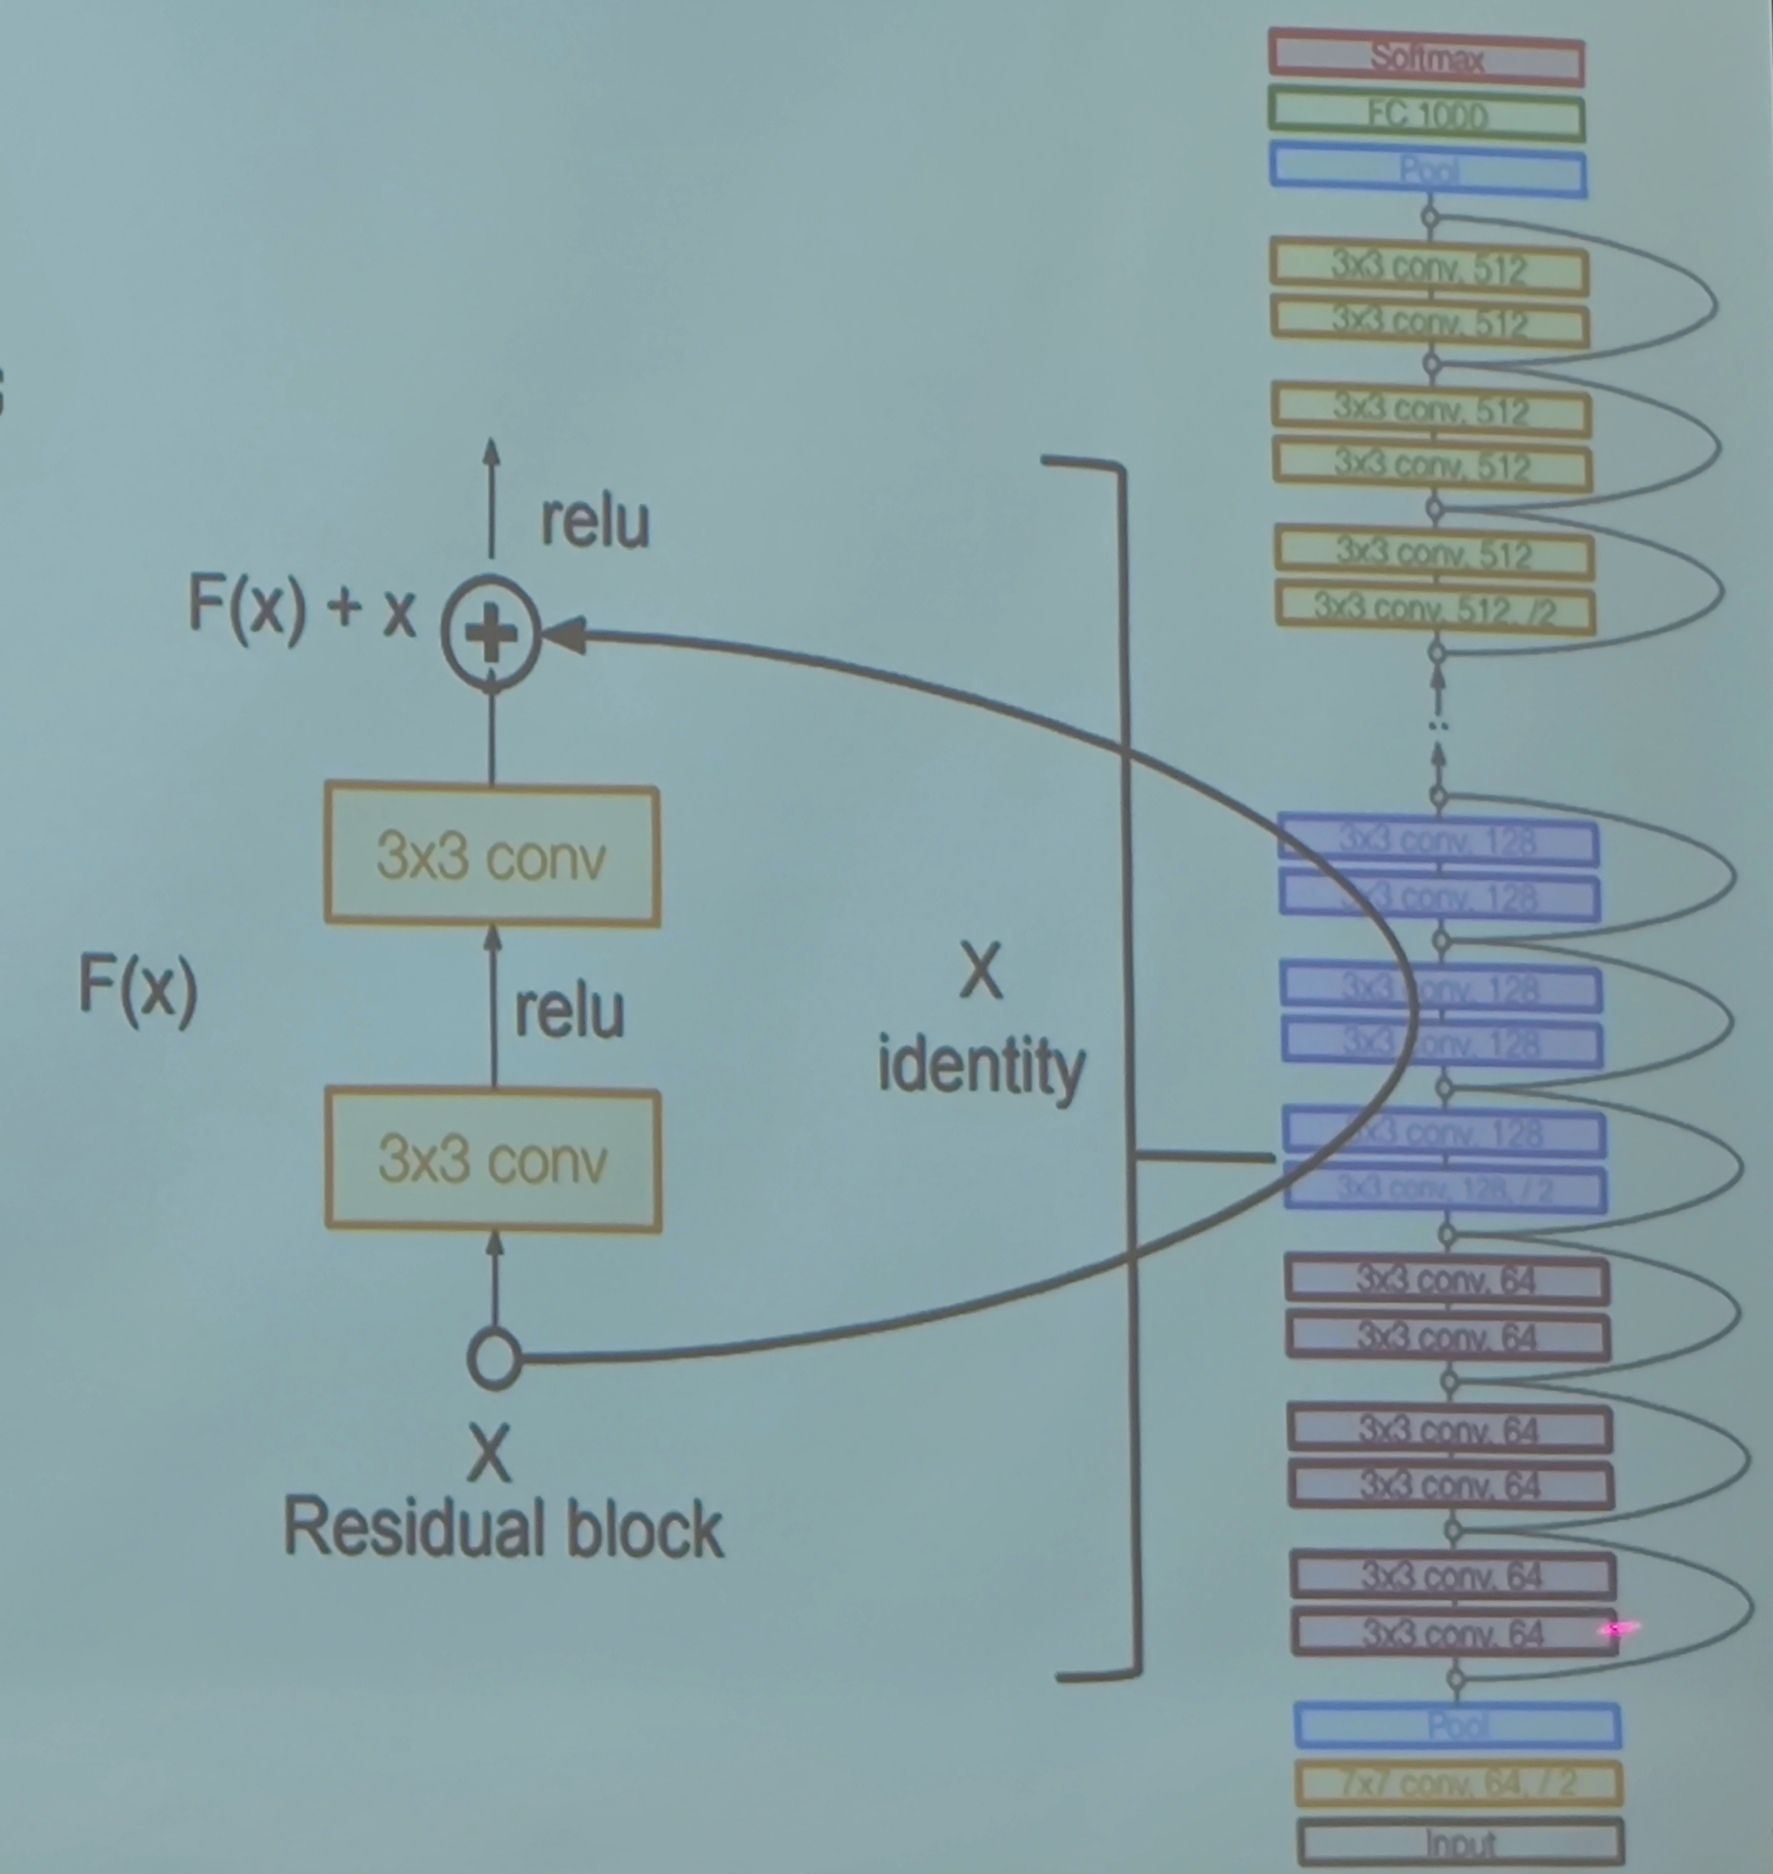 relu
F(x) + x
3x3 conv
F(x)
relu
3x3 conv
X
Residual block
X
identity
Softmax
FC 1000
Pool
3x3 conv, 512
3x3 conv, 512
3x3 conv, 512
3x3 conv, 512
3x3 conv, 512
3x3 conv, 512, /2
..
3x3 conv, 128
3x3 conv, 128
3x3 conv, 128
3x3 conv, 128
3x3 conv, 128
3x3 conv, 128, / 2
3x3 conv, 64
3x3 conv, 64
3x3 conv, 64
3x3 conv, 64
3x3 conv, 64
3x3 conv, 64
Pool
7x7 conv, 64, / 2
Input